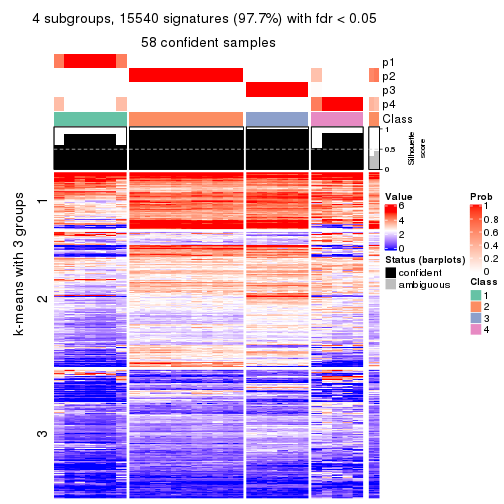 4 subgroups, 15540 signatures (97.7%) with fdr < 0.05
58 confident samples
p1
p2
p3
p4
Class
1
0.5
0
Silhouette
score
k-means with 3 groups
1
2
3
Value
6
4
2
0
Status (barplots)
confident
ambiguous
Prob
1
0.8
0.6
0.4
0.2
0
Class
1
2
3
4